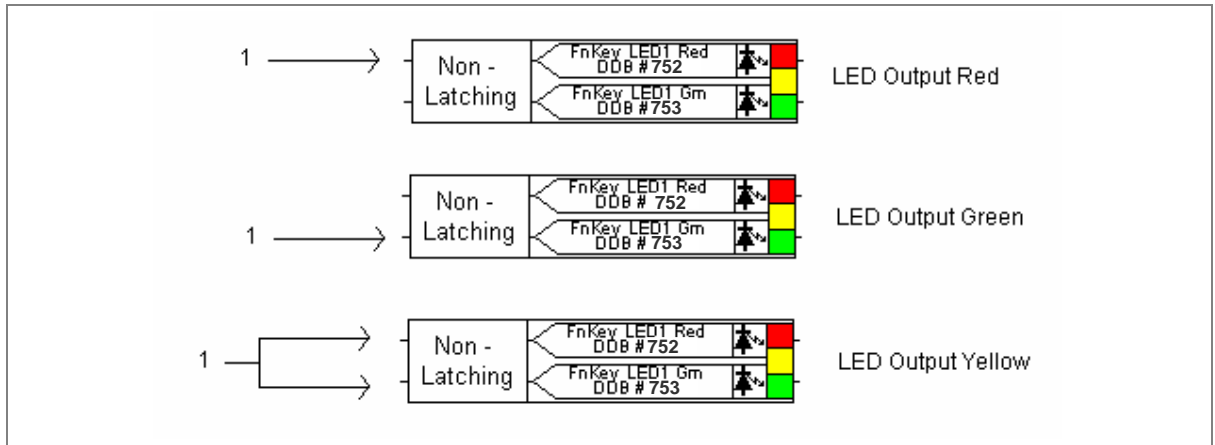 1
Non -
Latching
FnKey LED1 Red
DDB #752
FnKey LED1 Grn
DDB #753
LED Output Red
1
Non -
Latching
FnKey LED1 Red
DDB # 752
FnKey LED1 Grn
DDB # 753
LED Output Green
1
Non -
Latching
FnKey LED1 Red
DDB #752
FnKey LED1 Grn
DDB # 753
LED Output Yellow